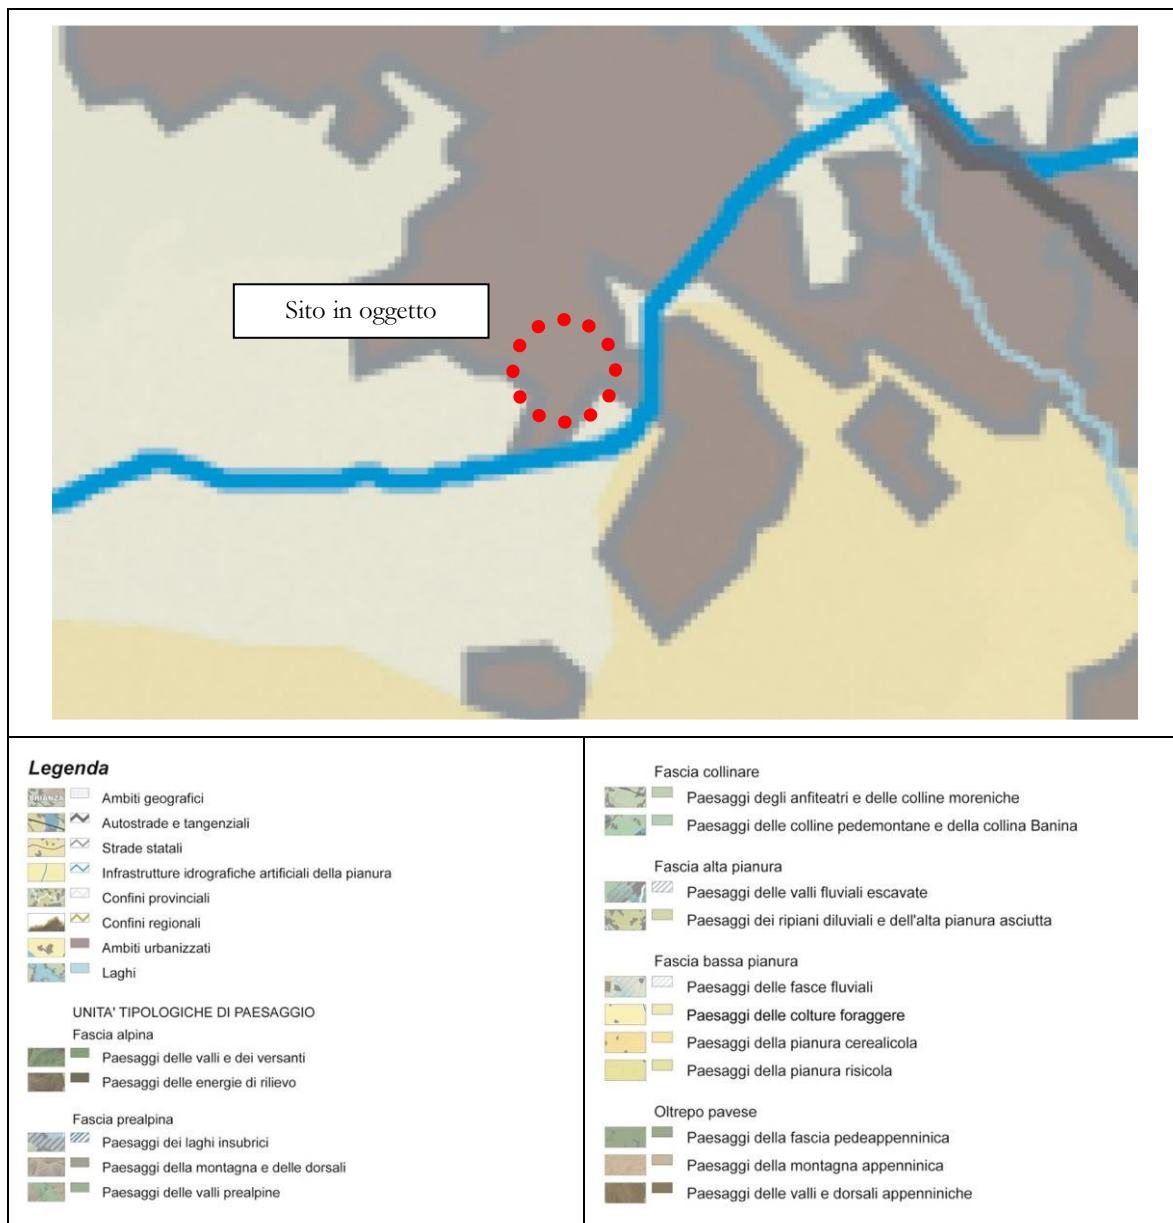 Sito in oggetto
Legenda
BRIANZA
Ambiti geografici
Autostrade e tangenziali
Strade statali
Infrastrutture idrografiche artificiali della pianura
Confini provinciali
Confini regionali
Ambiti urbanizzati
Laghi
UNITA' TIPOLOGICHE DI PAESAGGIO
Fascia alpina
Paesaggi delle valli e dei versanti
Paesaggi delle energie di rilievo
Fascia prealpina
Paesaggi dei laghi insubrici
Paesaggi della montagna e delle dorsali
Paesaggi delle valli prealpine
Fascia collinare
Paesaggi degli anfiteatri e delle colline moreniche
Paesaggi delle colline pedemontane e della collina Banina
Fascia alta pianura
Paesaggi delle valli fluviali escavate
Paesaggi dei ripiani diluviali e dell'alta pianura asciutta
Fascia bassa pianura
Paesaggi delle fasce fluviali
Paesaggi delle colture foraggere
Paesaggi della pianura cerealicola
Paesaggi della pianura risicola
Oltrepo pavese
Paesaggi della fascia pedeappenninica
Paesaggi della montagna appenninica
Paesaggi delle valli e dorsali appenniniche